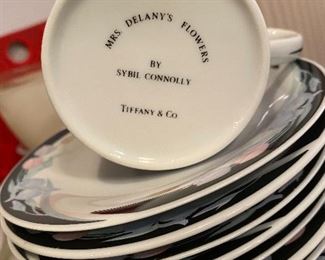 MRS. DELANY'S FLOWERS
BY
SYBIL CONNOLLY
TIFFANY & CO